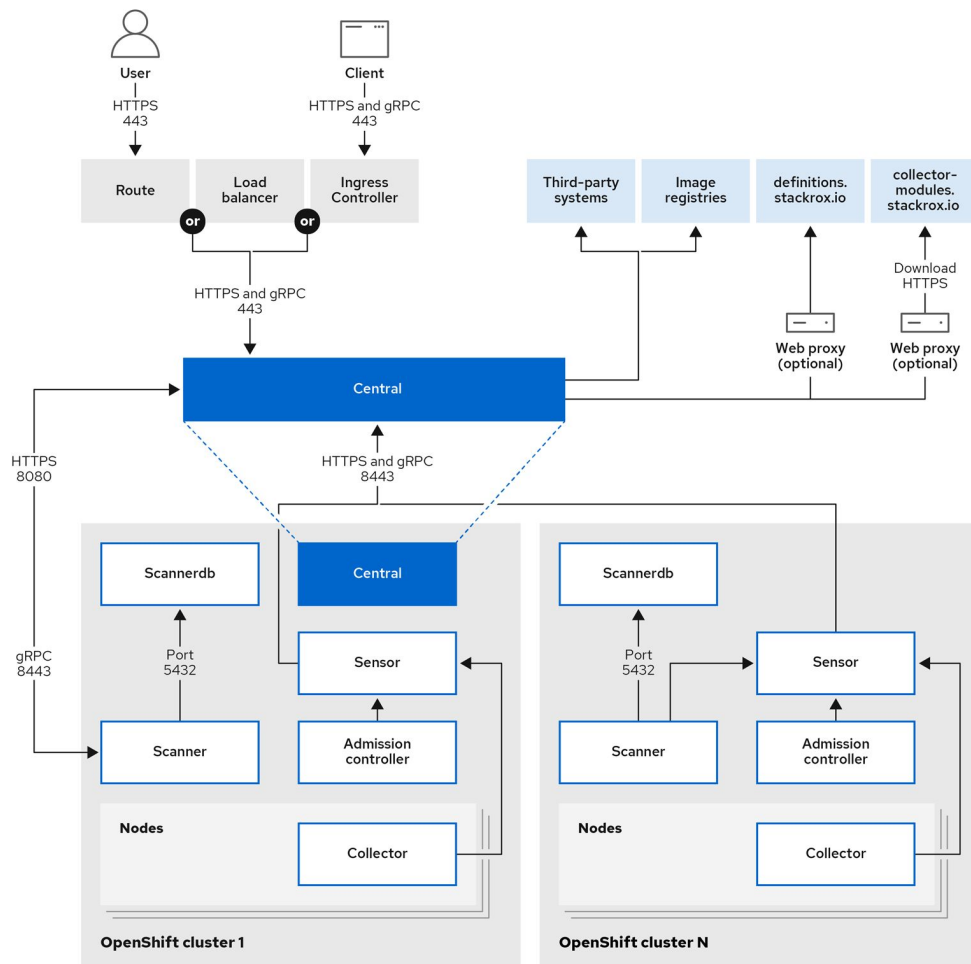 User
Client
HTTPS
443
HTTPS and gRPC
443
Route
Load
balancer
Ingress
Controller
or
or
Third-party
systems
Image
registries
definitions.
stackrox.io
collector-
modules.
stackrox.io
HTTPS and gRPC
443
Download
HTTPS
Web proxy
(optional)
Web proxy
(optional)
Central
HTTPS
8080
HTTPS and gRPC
8443
Scannerdb
Central
Port
5432
Sensor
gRPC
8443
Scanner
Admission
controller
Nodes
Collector
OpenShift cluster 1
Scannerdb
Port
5432
Sensor
Scanner
Admission
controller
Nodes
Collector
OpenShift cluster N